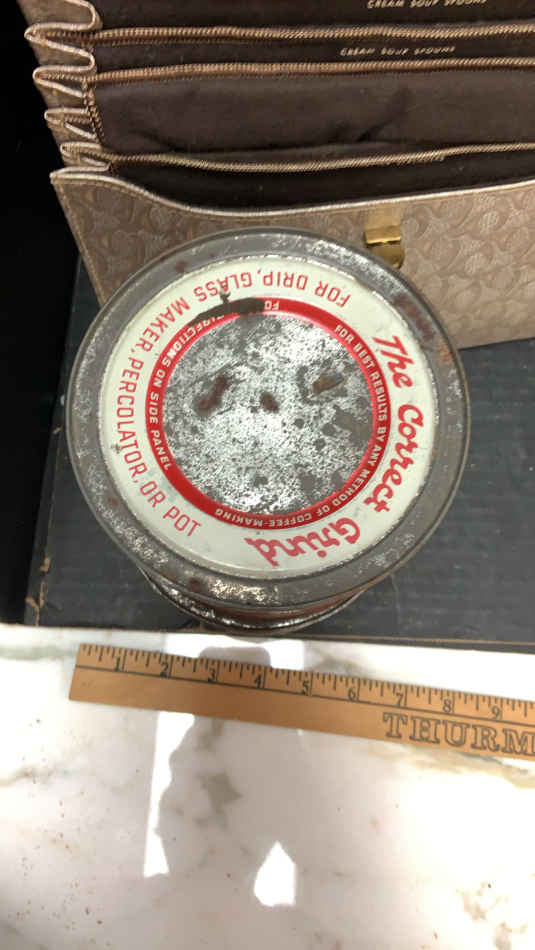 CREAM SOUP SPOONS
CREAM SOUP SPOONS
The Correct Grind
FOR DRIP, GLASS MAKER, PERCOLATOR, OR POT
FOR BEST RESULTS BY ANY METHOD OF COFFEE-MAKING
FO
DIRECTIONS ON SIDE PANEL
1 2 3 4 5 6 7 8 9
THURM